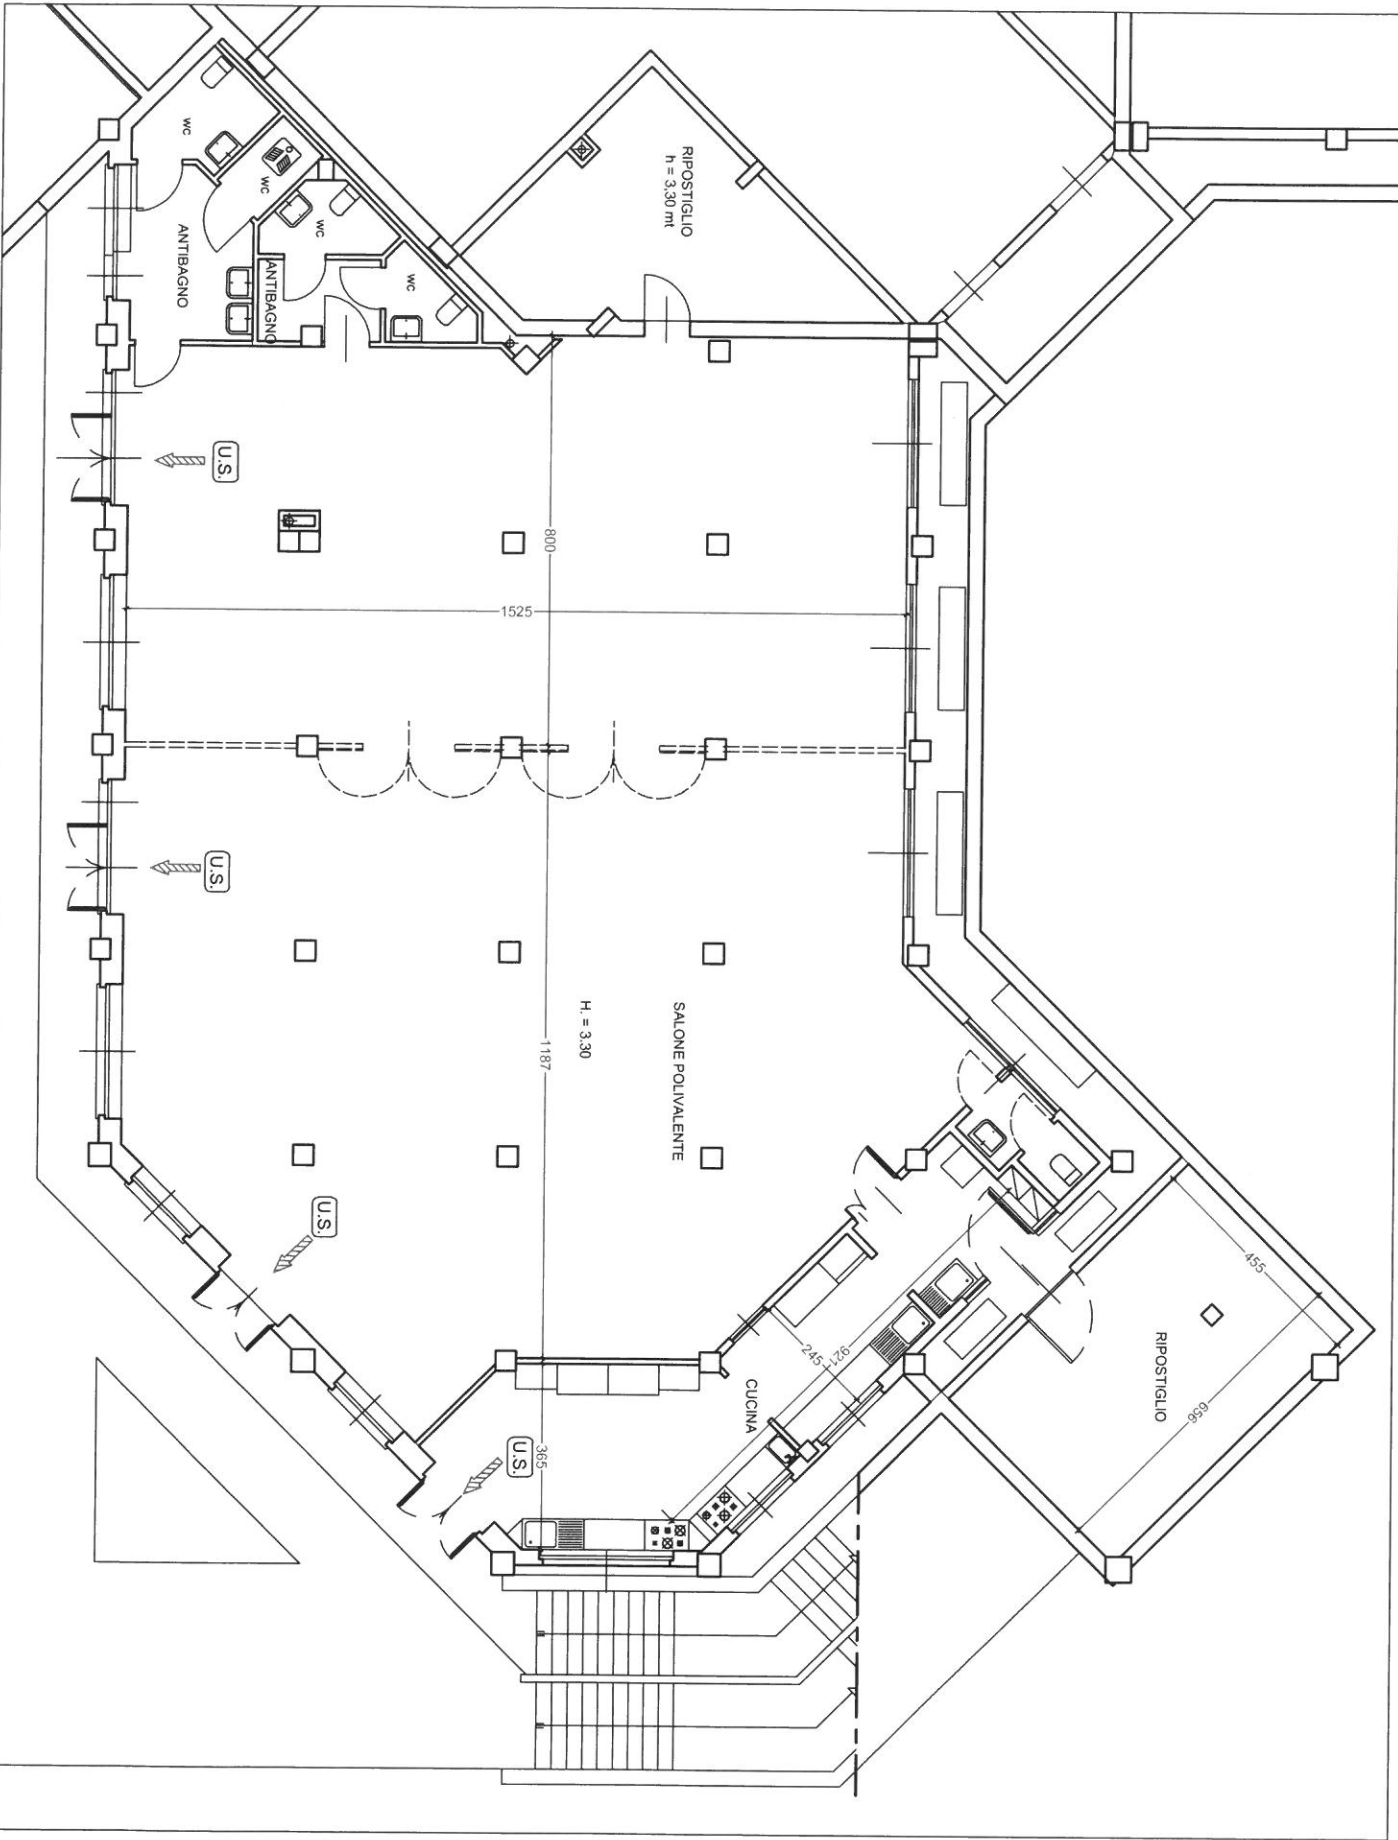 RIPOSTIGLIO
h = 3.30 mt
WC
WC
WC
WC
ANTIBAGNO
ANTIBAGNO
U.S.
800
1525
U.S.
SALONE POLIVALENTE
H. = 3.30
1187
U.S.
455
656
RIPOSTIGLIO
921
245
CUCINA
365
U.S.